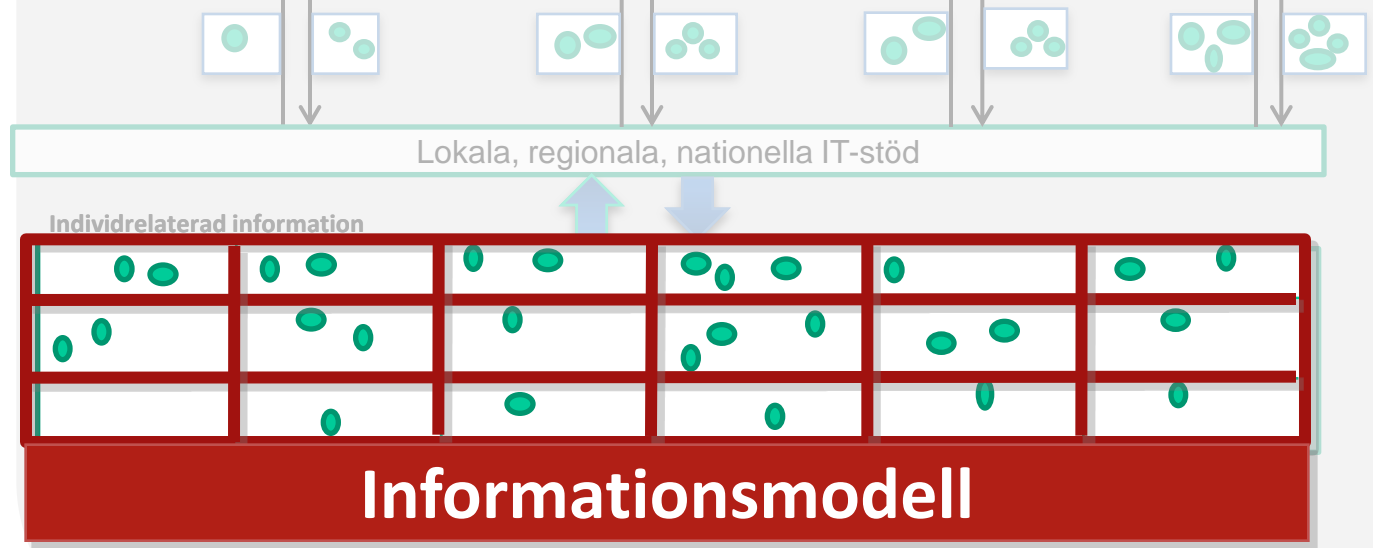 Lokala, regionala, nationella IT-stöd
Individrelaterad information
Informationsmodell